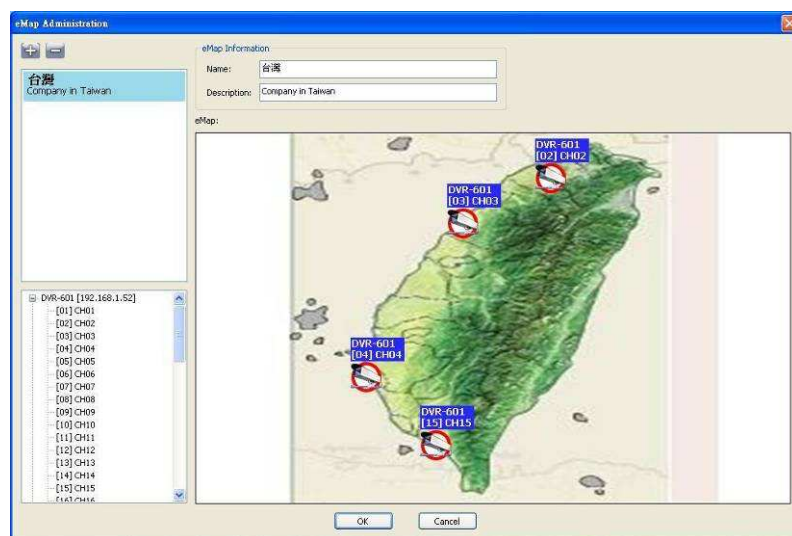 eMap Administration
台灣
Company in Taiwan
eMap Information
Name: 台灣
Description: Company in Taiwan
eMap:
DVR-601
[02] CH02
DVR-601
[03] CH03
DVR-601
[04] CH04
DVR-601
[15] CH15
DVR-601 [192.168.1.52]
[01] CH01
[02] CH02
[03] CH03
[04] CH04
[05] CH05
[06] CH06
[07] CH07
[08] CH08
[09] CH09
[10] CH10
[11] CH11
[12] CH12
[13] CH13
[14] CH14
[15] CH15
[16] CH16
OK
Cancel